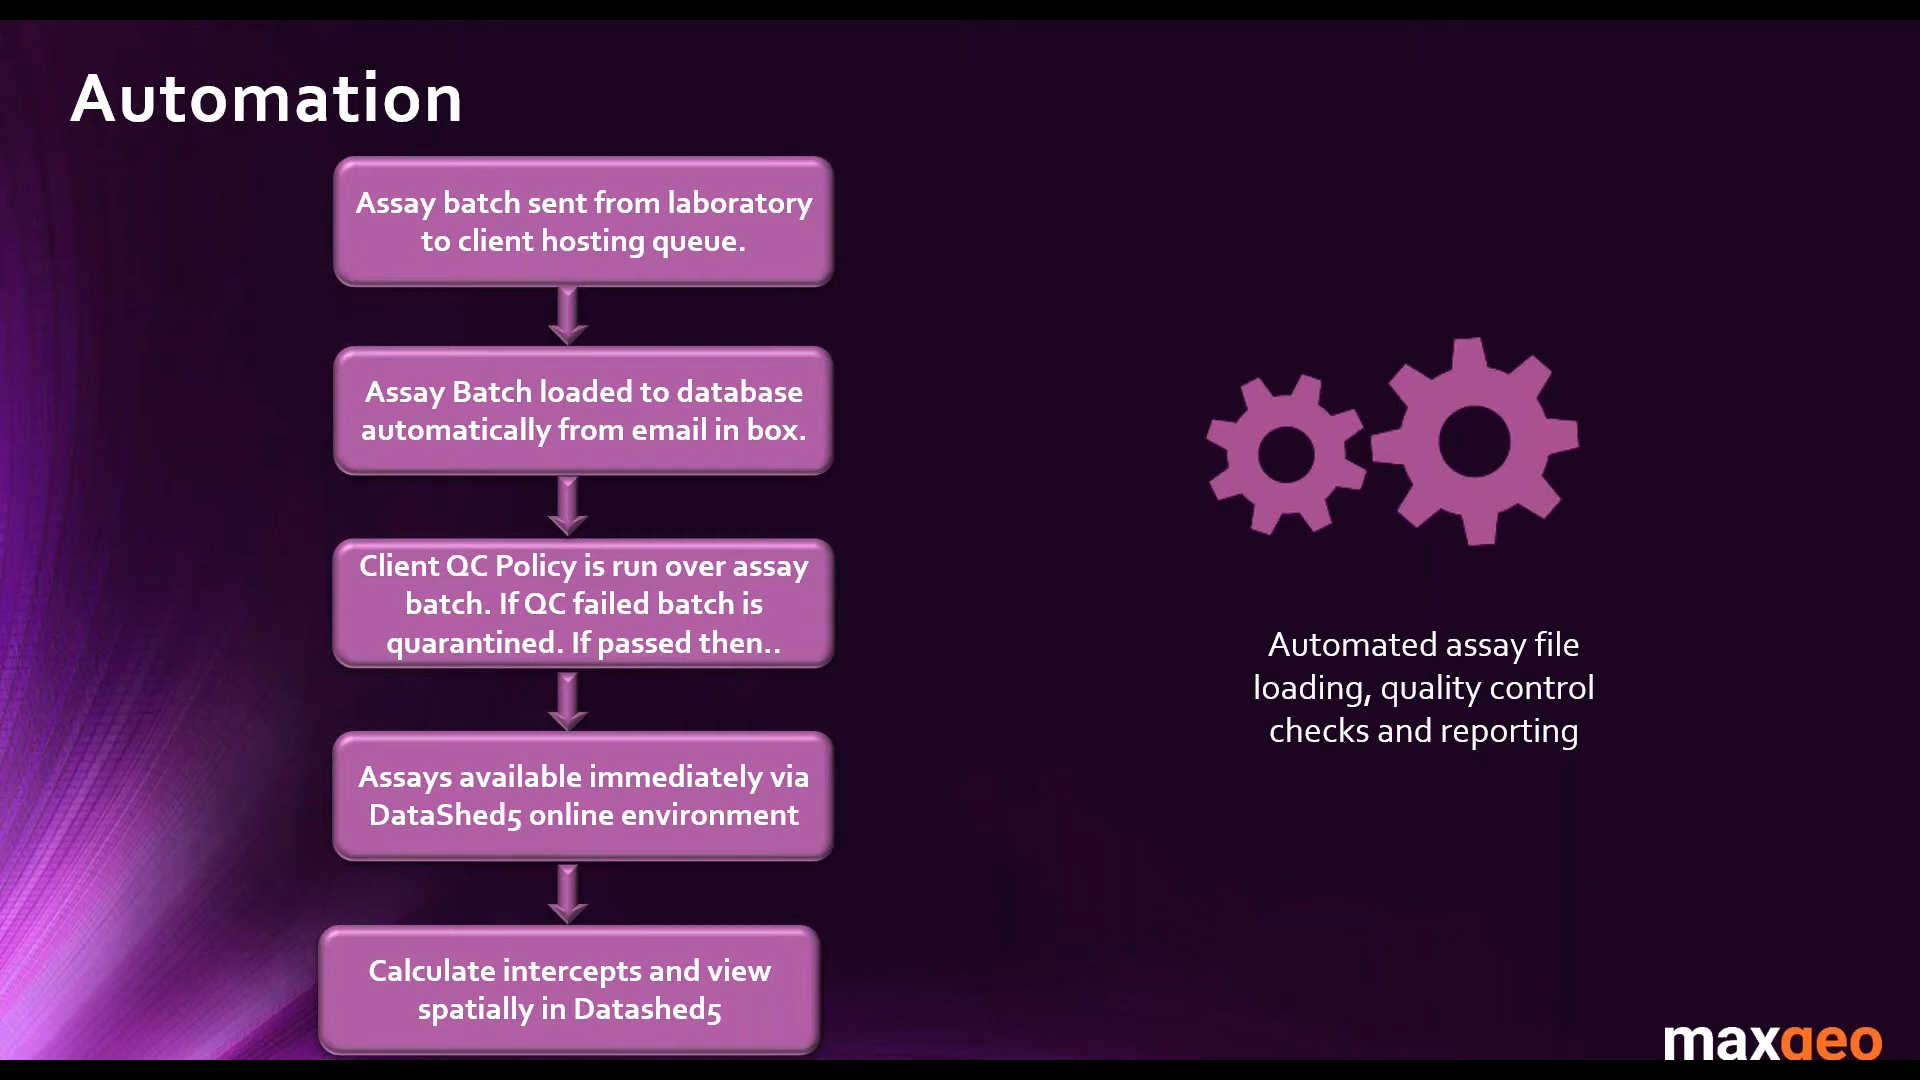 Automation
Assay batch sent from laboratory
to client hosting queue.
Assay Batch loaded to database
automatically from email in box.
Client QC Policy is run over assay
batch. If QC failed batch is
quarantined. If passed then..
Assays available immediately via
DataShed5 online environment
Calculate intercepts and view
spatially in Datashed5
Automated assay file
loading, quality control
checks and reporting
maxgeo